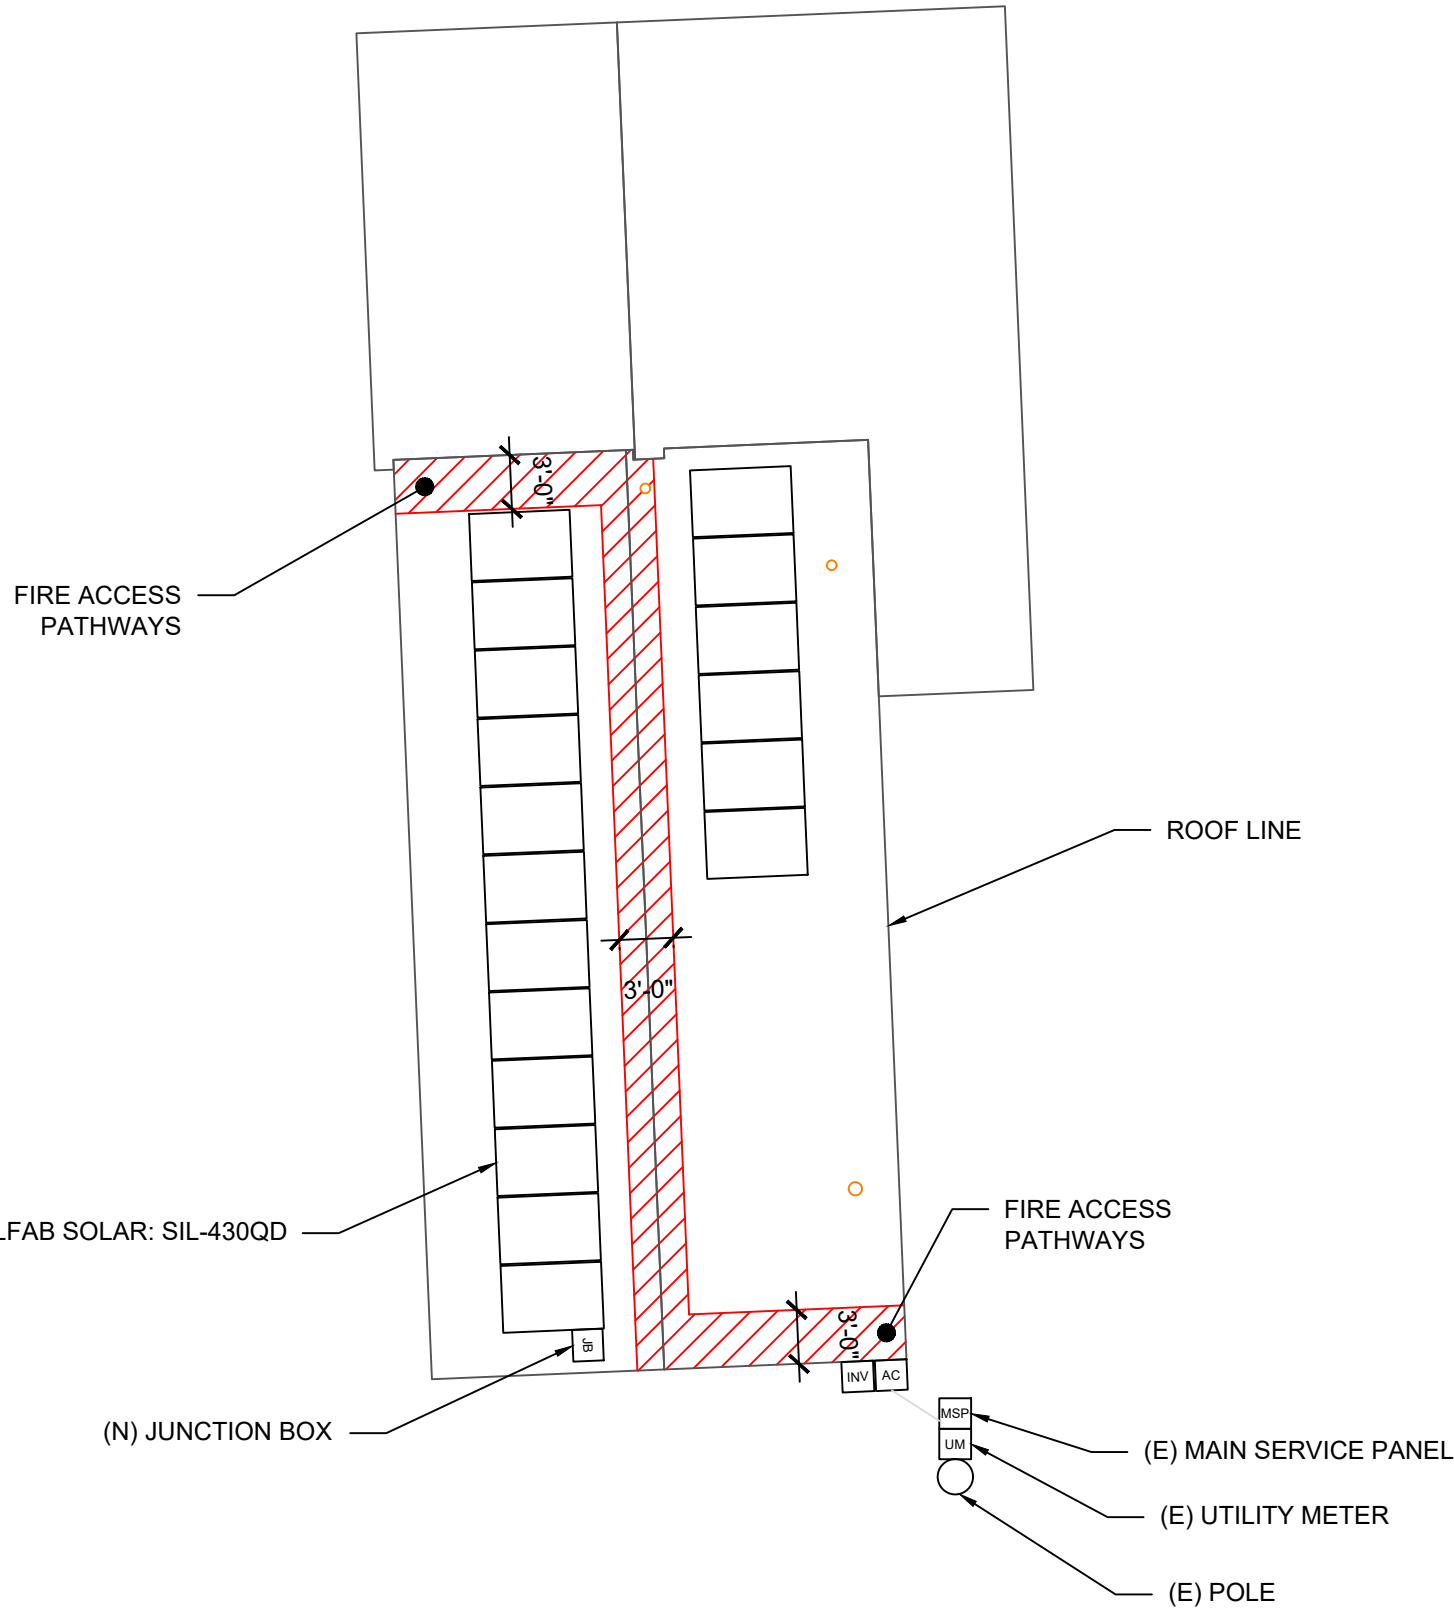 3'-0"
FIRE ACCESS
PATHWAYS
ROOF LINE
3'-0"
FIRE ACCESS
PATHWAYS
SOLAR: SIL-430QD
3'-0"
JB
INV
AC
MSP
(N) JUNCTION BOX
UM
(E) MAIN SERVICE PANEL
(E) UTILITY METER
(E) POLE